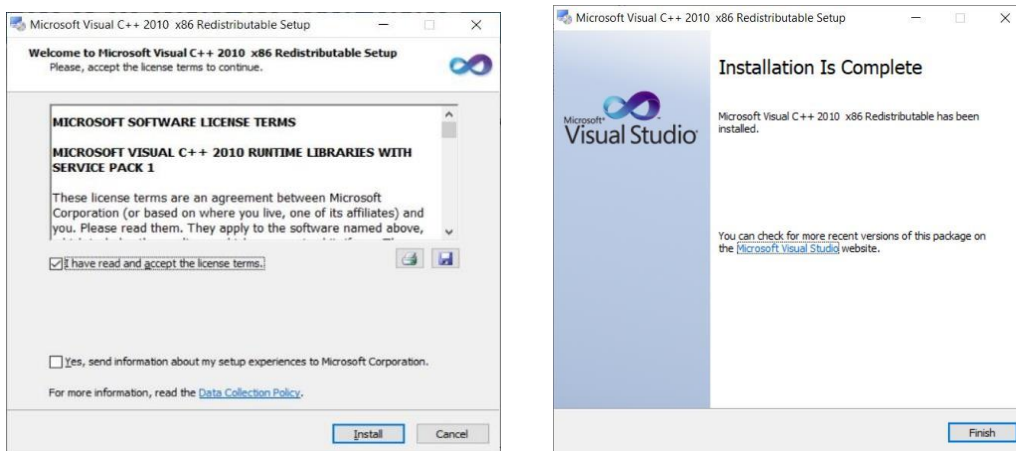 Microsoft Visual C++ 2010 x86 Redistributable Setup
Welcome to Microsoft Visual C++ 2010 x86 Redistributable Setup
Please, accept the license terms to continue.
MICROSOFT SOFTWARE LICENSE TERMS
MICROSOFT VISUAL C++ 2010 RUNTIME LIBRARIES WITH
SERVICE PACK 1
These license terms are an agreement between Microsoft
Corporation (or based on where you live, one of its affiliates) and
you. Please read them. They apply to the software named above,
I have read and accept the license terms.
Yes, send information about my setup experiences to Microsoft Corporation.
For more information, read the Data Collection Policy.
Install Cancel
Microsoft Visual C++ 2010 x86 Redistributable Setup
Installation Is Complete
Microsoft
Visual Studio
Microsoft Visual C++ 2010 x86 Redistributable has been
installed.
You can check for more recent versions of this package on
the Microsoft Visual Studio website.
Finish